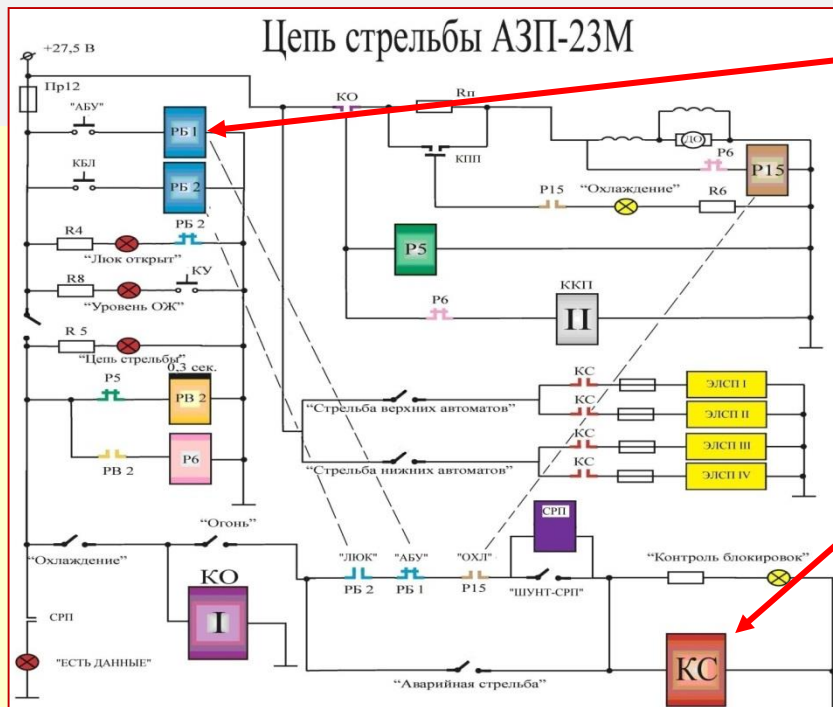 Цепь стрельбы АЗП-23М
+27,5 В
Пр12
"АБУ"
РБ 1
КБЛ
РБ 2
R4
РБ 2
"Люк открыт"
R8
КУ
"Уровень ОЖ"
R 5
"Цепь стрельбы"
0,3 сек.
Р5
РВ 2
РВ 2
Р6
КО
Rп
КПП
ДО
Р6
Р15
Р15
"Охлаждение"
R6
Р5
Р6
ККП
II
"Стрельба верхних автоматов"
КС
ЭЛСП I
КС
ЭЛСП II
"Стрельба нижних автоматов"
КС
ЭЛСП III
КС
ЭЛСП IV
"Охлаждение"
"Огонь"
КО
I
СРП
"ЕСТЬ ДАННЫЕ"
"ЛЮК"
РБ 2
"АБУ"
РБ 1
"ОХЛ"
Р15
СРП
"ШУНТ-СРП"
"Контроль блокировок"
"Аварийная стрельба"
КС